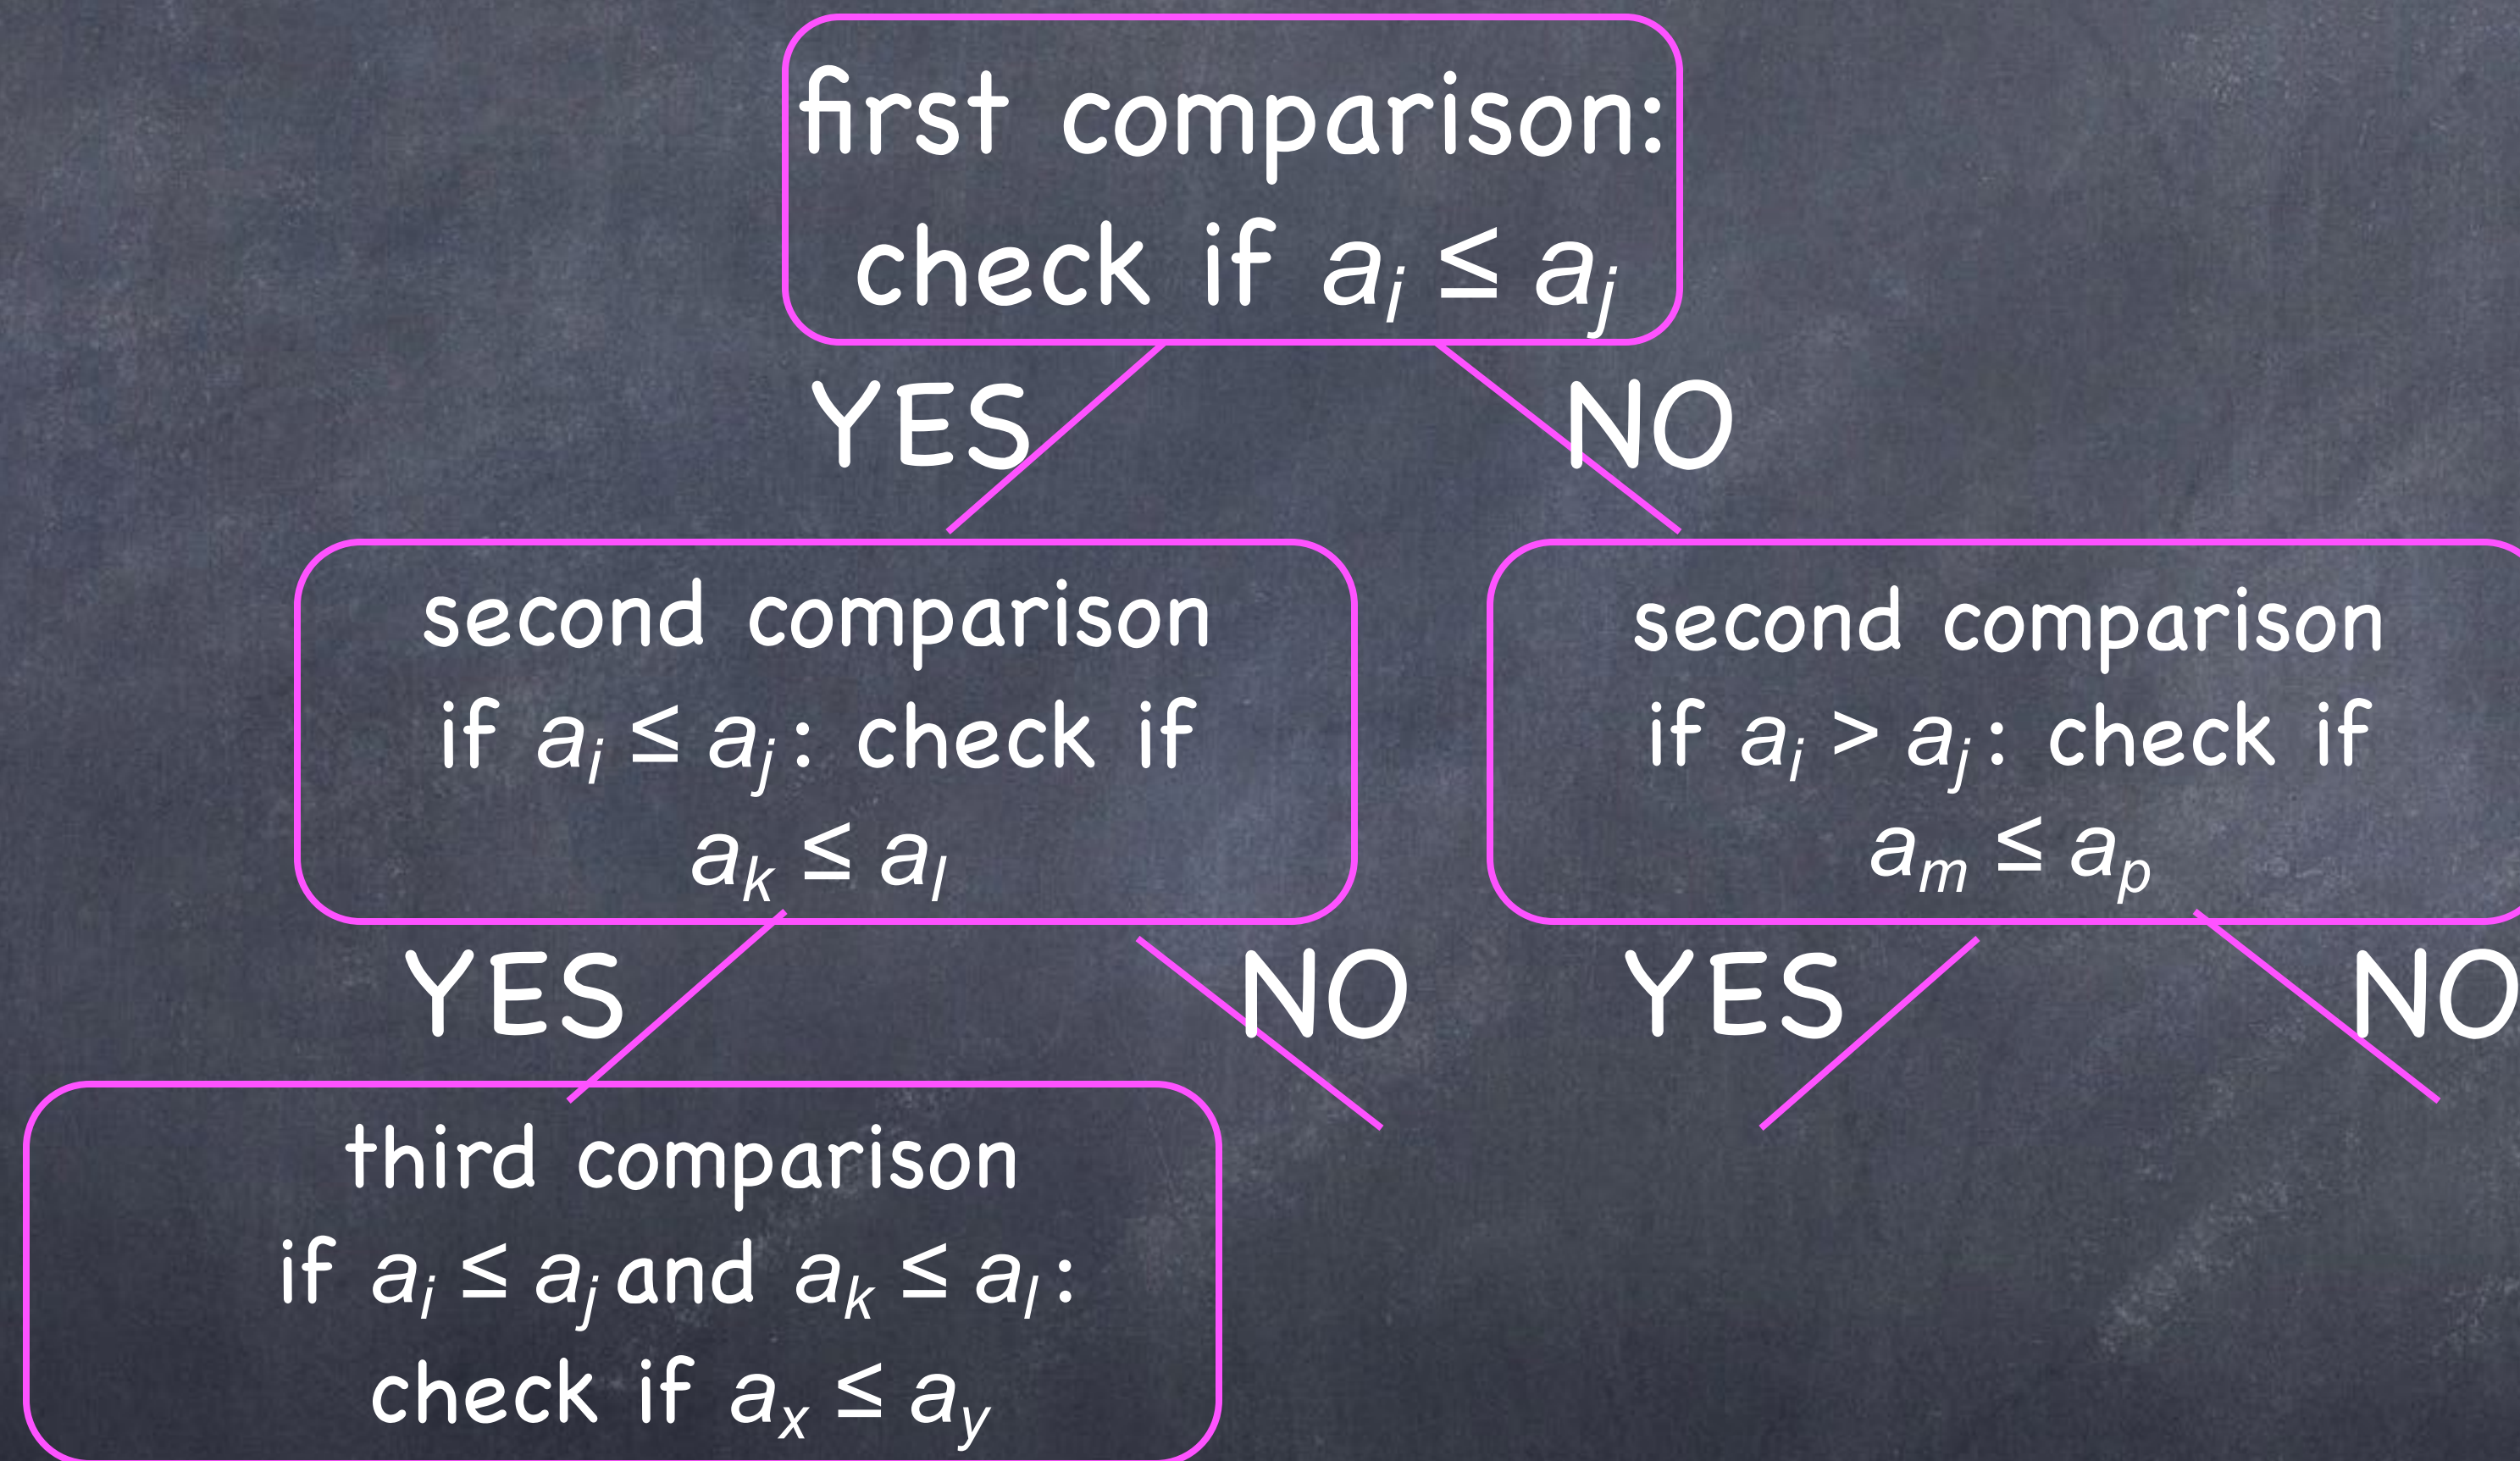 first comparison:
check if aᵢ ≤ aⱼ
YES
NO
second comparison
if aᵢ ≤ aⱼ : check if
aₖ ≤ aₗ
second comparison
if aᵢ > aⱼ : check if
aₘ ≤ aₚ
YES
NO
YES
NO
third comparison
if aᵢ ≤ aⱼ and aₖ ≤ aₗ :
check if aₓ ≤ a_y